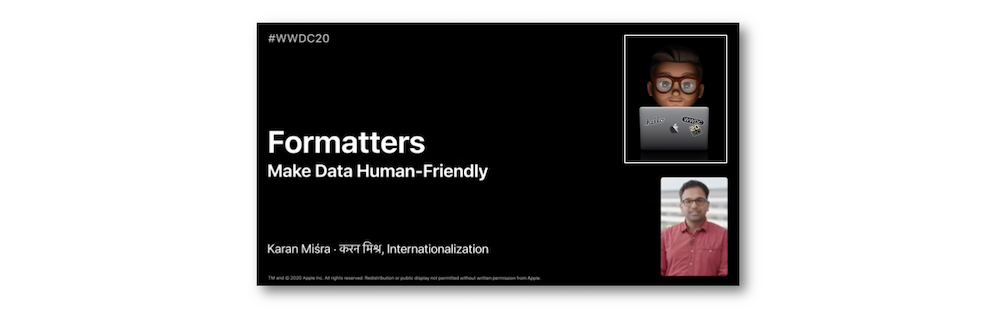 #WWDC20
WWDC
Formatters
Make Data Human-Friendly
Karan Miśra · करन मिश्र, Internationalization
TM and © 2020 Apple Inc. All rights reserved. Redistribution or public display not permitted without written permission from Apple.